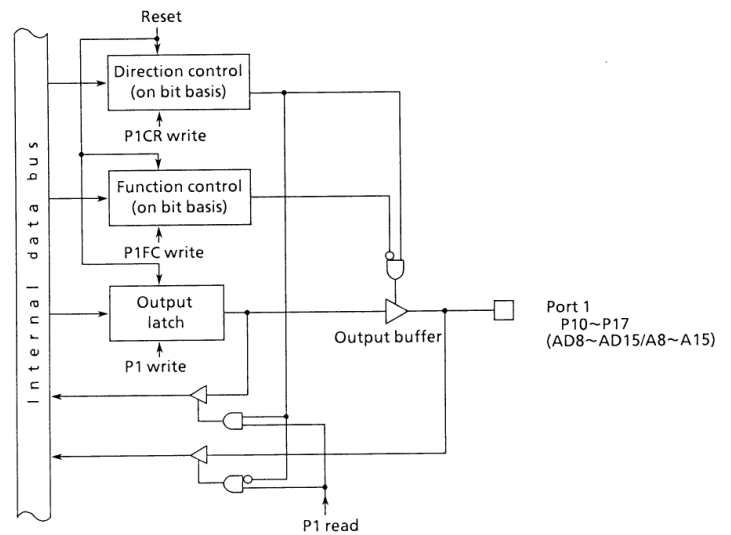 Reset
Direction control
(on bit basis)
P1CR write
Function control
(on bit basis)
P1FC write
Output
latch
P1 write
Internal data bus
Output buffer
Port 1
P10~P17
(AD8~AD15/A8~A15)
P1 read